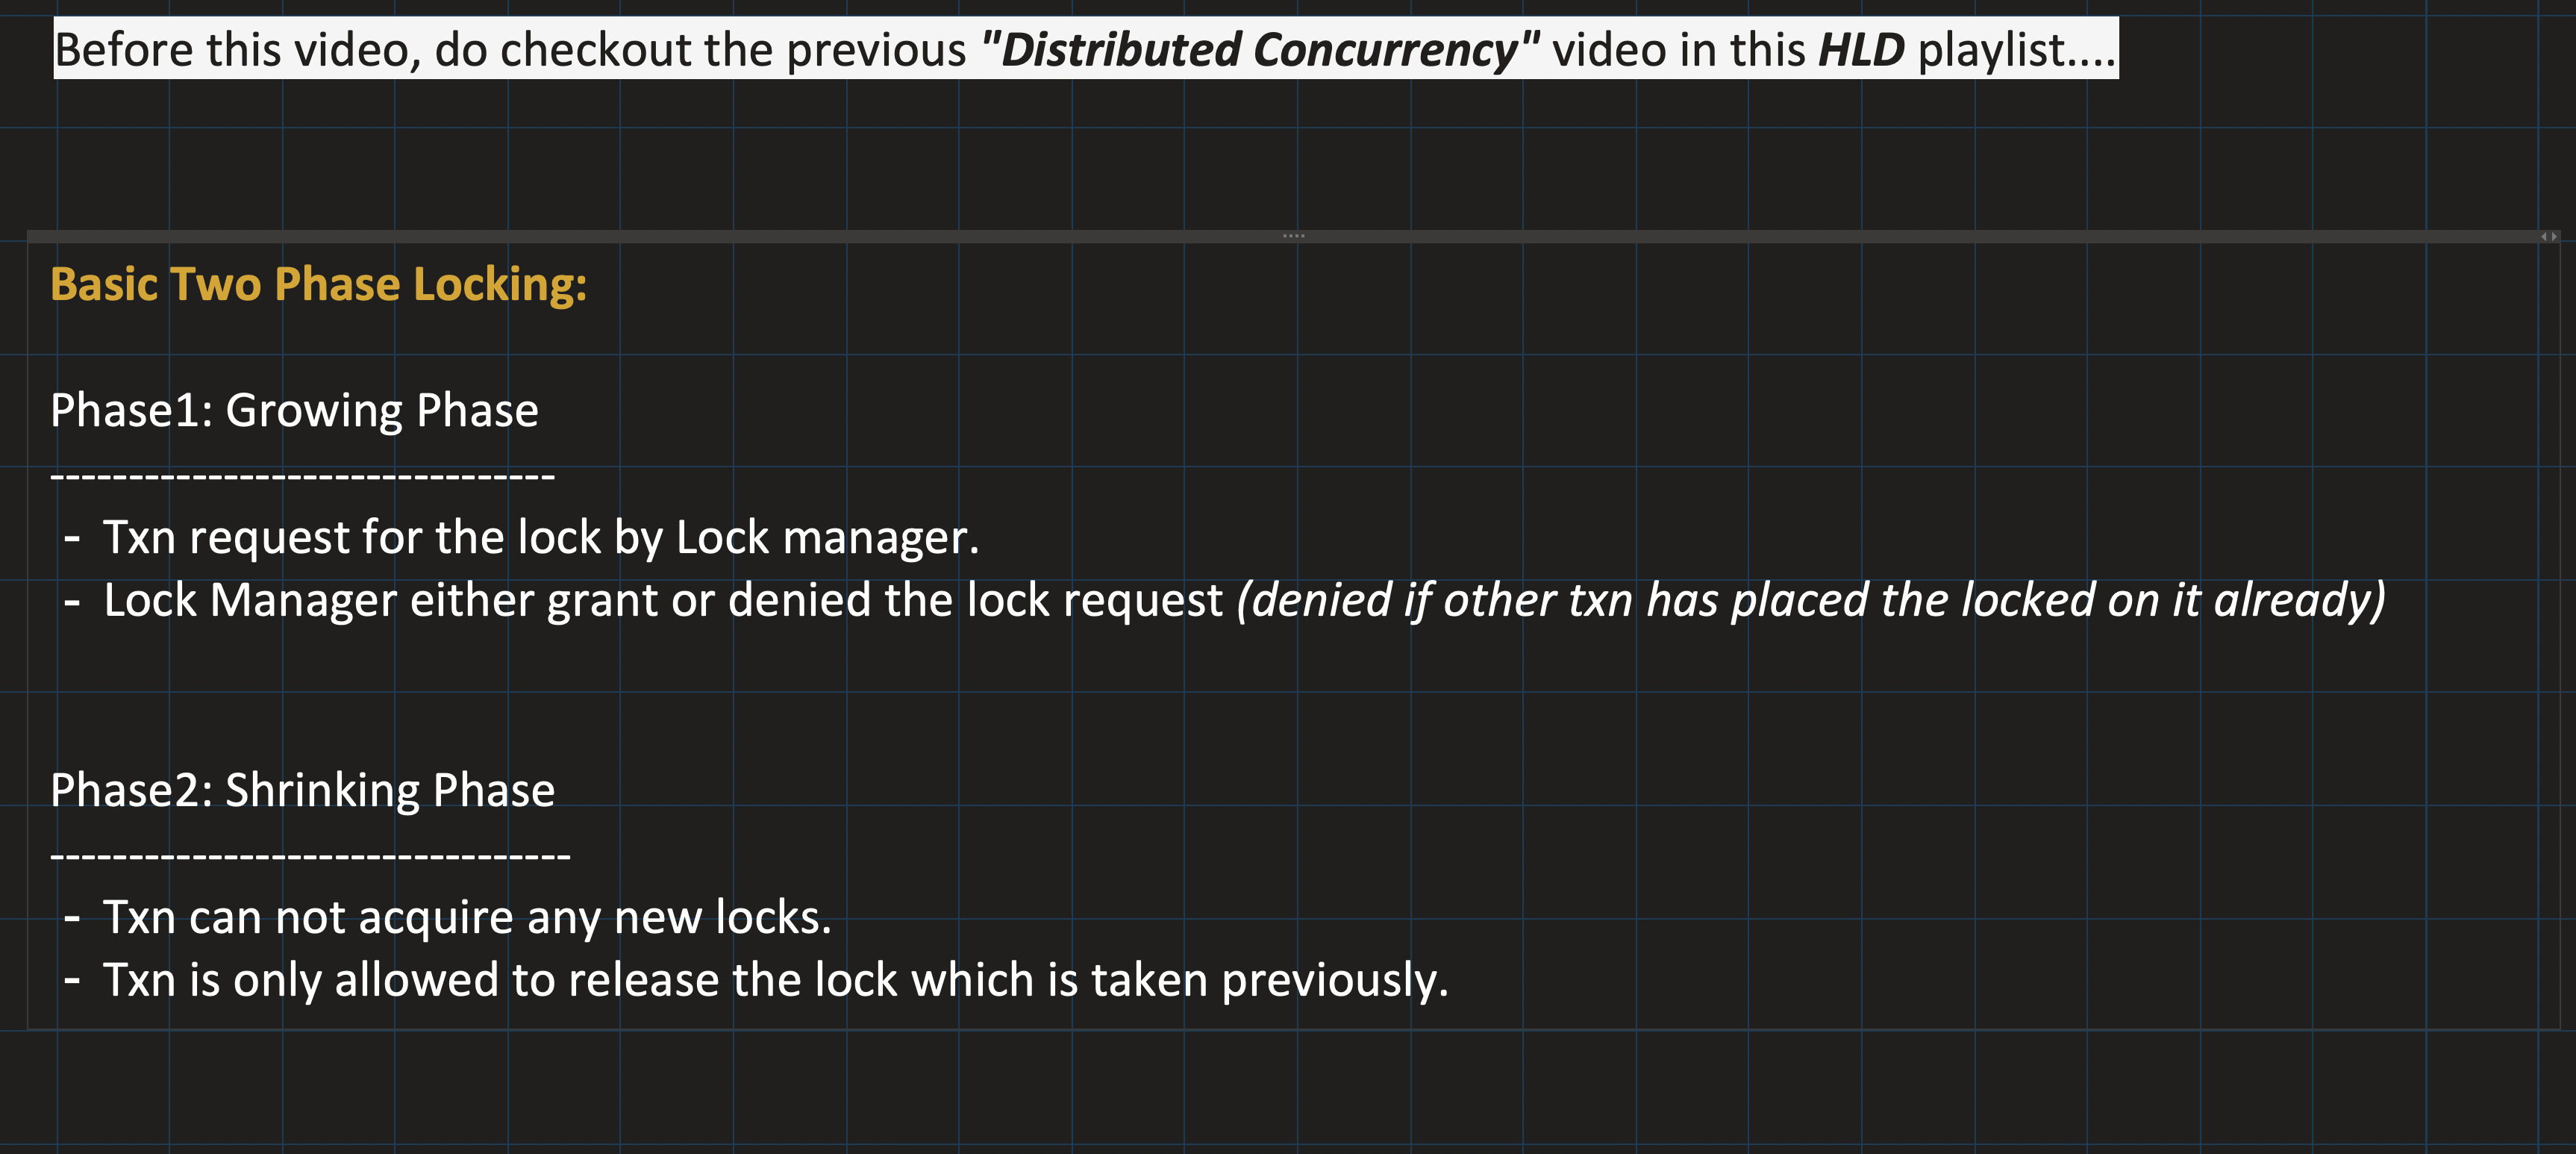 Before this video, do checkout the previous "Distributed Concurrency" video in this HLD playlist....
Basic Two Phase Locking:
Phase1: Growing Phase
--------------------------------
- Txn request for the lock by Lock manager.
- Lock Manager either grant or denied the lock request (denied if other txn has placed the locked on it already)
Phase2: Shrinking Phase
---------------------------------
- Txn can not acquire any new locks.
- Txn is only allowed to release the lock which is taken previously.